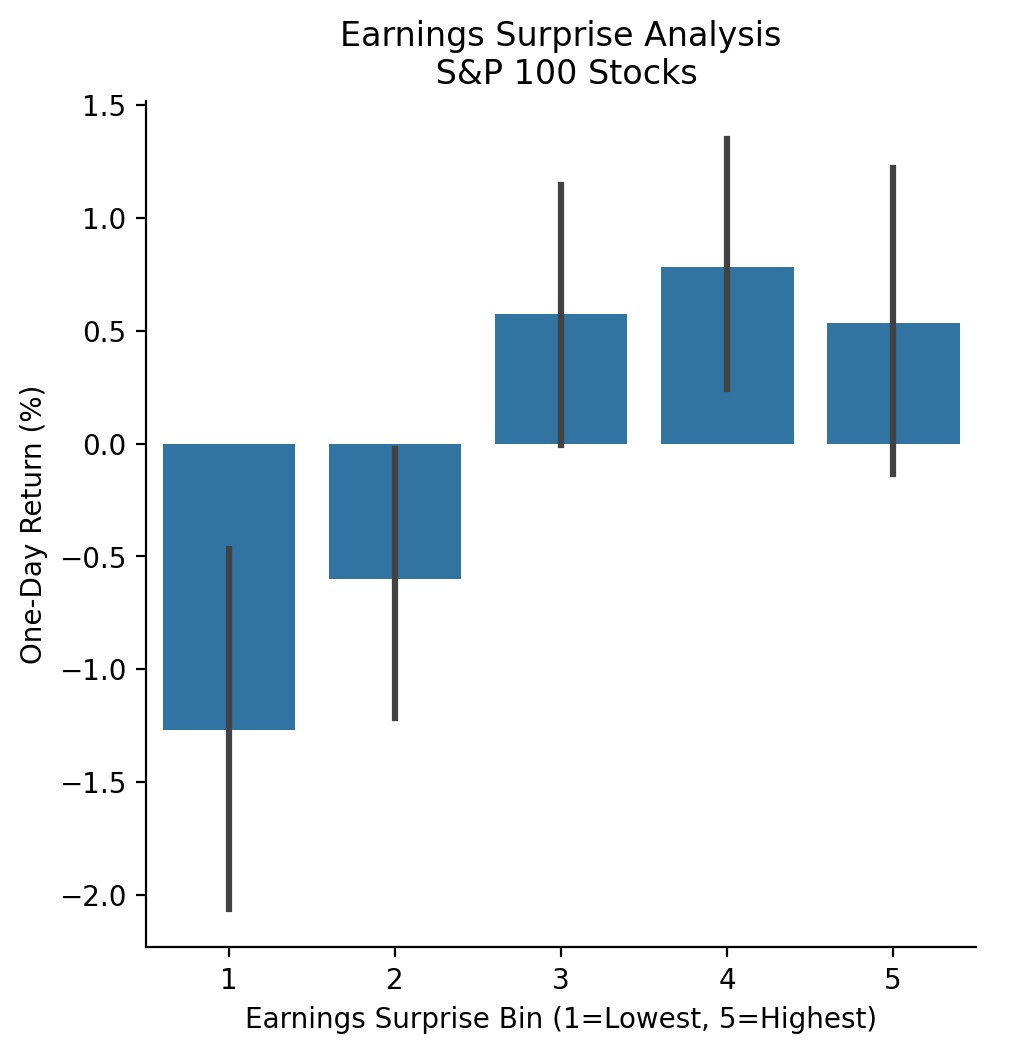 Earnings Surprise Analysis
S&P 100 Stocks
1.5
1.0
0.5
0.0
−0.5
−1.0
−1.5
−2.0
One-Day Return (%)
1 2 3 4 5
Earnings Surprise Bin (1=Lowest, 5=Highest)